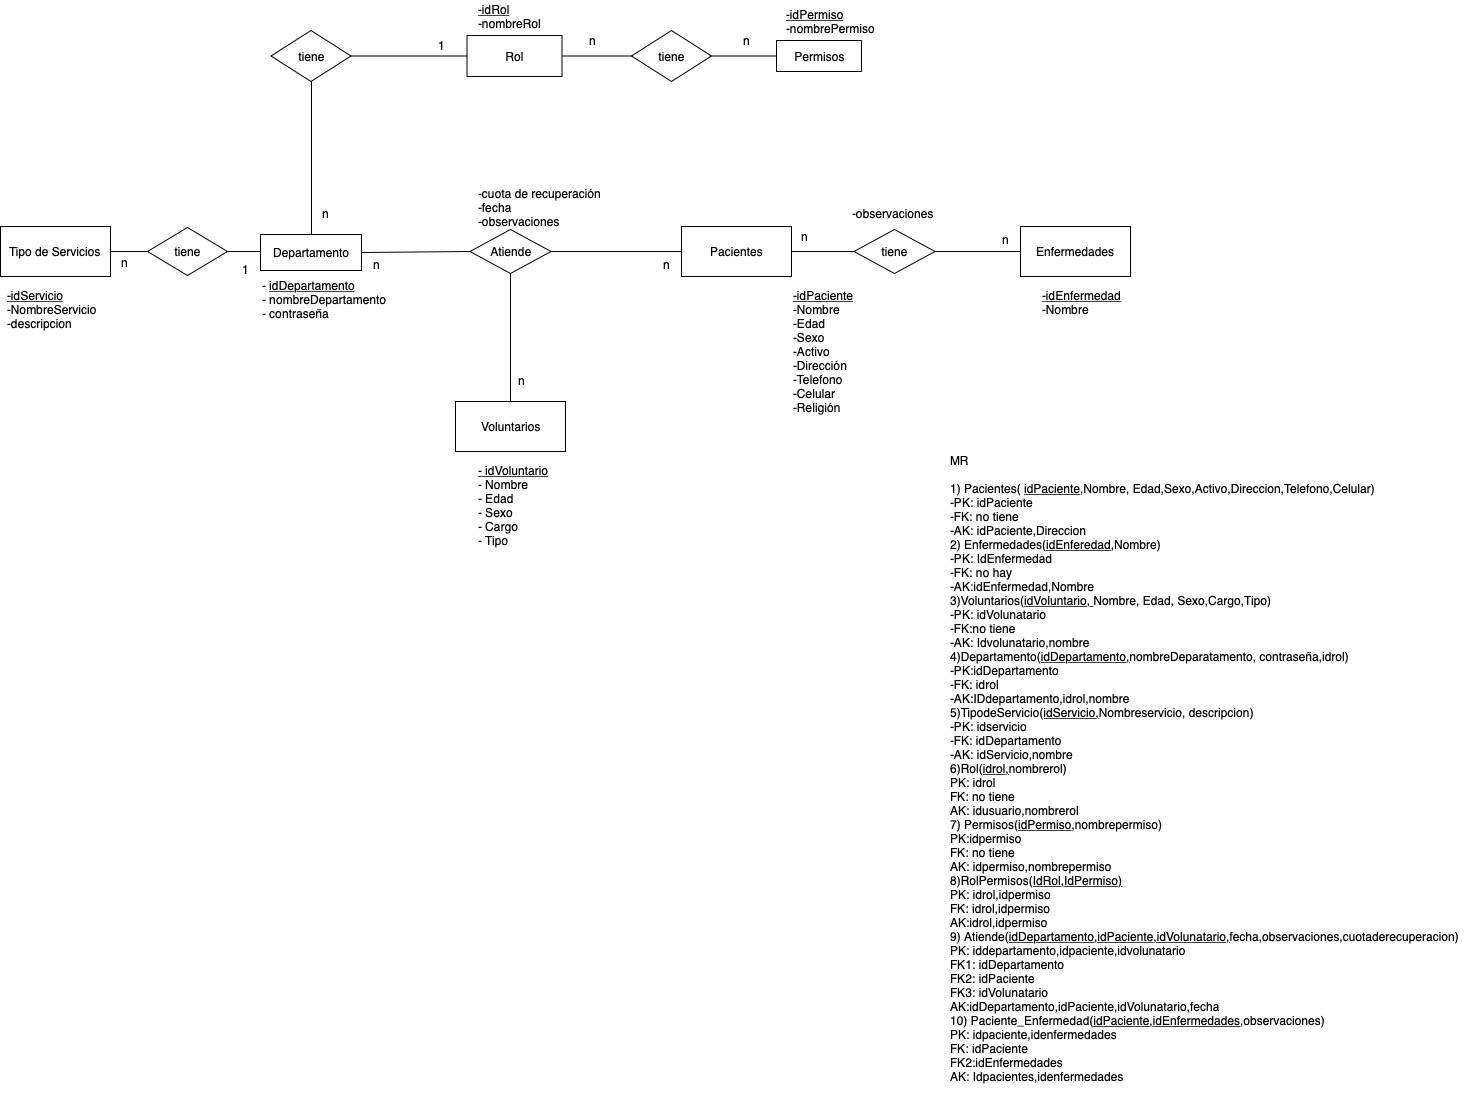 -idRol
-nombreRol
-idPermiso
-nombrePermiso
tiene
1
Rol
n
tiene
n
Permisos
n
-cuota de recuperación
-fecha
-observaciones
-observaciones
Tipo de Servicios
n
tiene
1
Departamento
n
Atiende
n
Pacientes
n
tiene
n
Enfermedades
-idServicio
-NombreServicio
-descripcion
- idDepartamento
- nombreDepartamento
- contraseña
-idPaciente
-Nombre
-Edad
-Sexo
-Activo
-Dirección
-Telefono
-Celular
-Religión
-idEnfermedad
-Nombre
n
Voluntarios
- idVoluntario
- Nombre
- Edad
- Sexo
- Cargo
- Tipo
MR
1) Pacientes( idPaciente,Nombre, Edad,Sexo,Activo,Direccion,Telefono,Celular)
-PK: idPaciente
-FK: no tiene
-AK: idPaciente,Direccion
2) Enfermedades(idEnferedad,Nombre)
-PK: IdEnfermedad
-FK: no hay
-AK:idEnfermedad,Nombre
3)Voluntarios(idVoluntario, Nombre, Edad, Sexo,Cargo,Tipo)
-PK: idVolunatario
-FK:no tiene
-AK: Idvolunatario,nombre
4)Departamento(idDepartamento,nombreDeparatamento, contraseña,idrol)
-PK:idDepartamento
-FK: idrol
-AK:IDdepartamento,idrol,nombre
5)TipodeServicio(idServicio,Nombreservicio, descripcion)
-PK: idservicio
-FK: idDepartamento
-AK: idServicio,nombre
6)Rol(idrol,nombrerol)
PK: idrol
FK: no tiene
AK: idusuario,nombrerol
7) Permisos(idPermiso,nombrepermiso)
PK:idpermiso
FK: no tiene
AK: idpermiso,nombrepermiso
8)RolPermisos(IdRol,IdPermiso)
PK: idrol,idpermiso
FK: idrol,idpermiso
AK:idrol,idpermiso
9) Atiende(idDepartamento,idPaciente,idVolunatario,fecha,observaciones,cuotaderecuperacion)
PK: iddepartamento,idpaciente,idvolunatario
FK1: idDepartamento
FK2: idPaciente
FK3: idVolunatario
AK:idDepartamento,idPaciente,idVolunatario,fecha
10) Paciente_Enfermedad(idPaciente,idEnfermedades,observaciones)
PK: idpaciente,idenfermedades
FK: idPaciente
FK2:idEnfermedades
AK: Idpacientes,idenfermedades